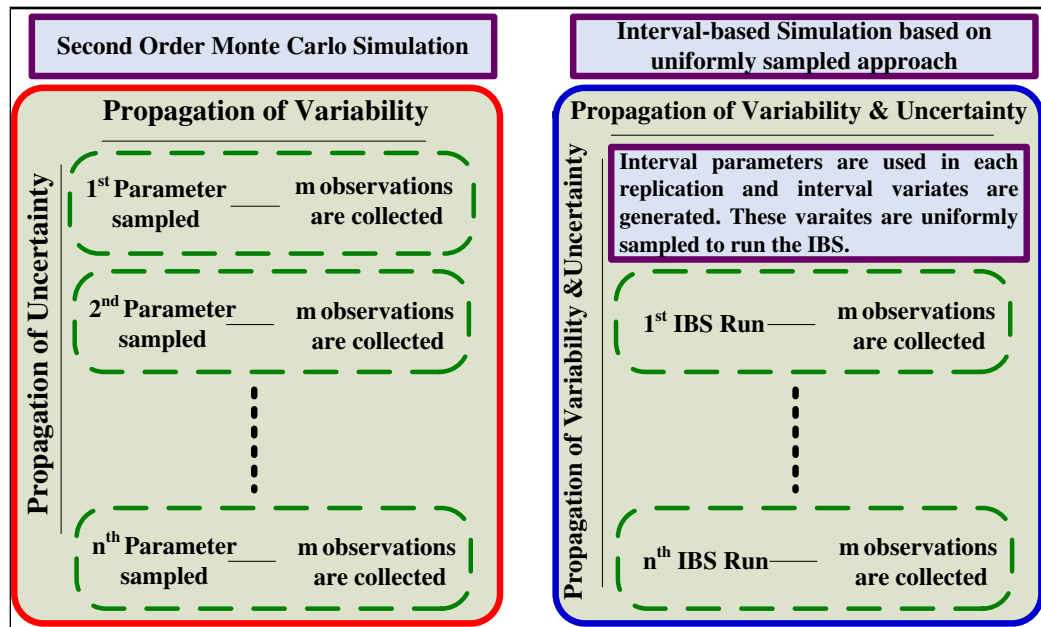 Second Order Monte Carlo Simulation
Propagation of Variability
Propagation of Uncertainty
1st Parameter
sampled
m observations
are collected
2nd Parameter
sampled
m observations
are collected
nth Parameter
sampled
m observations
are collected
Interval-based Simulation based on
uniformly sampled approach
Propagation of Variability & Uncertainty
Propagation of Variability &Uncertainty
Interval parameters are used in each
replication and interval variates are
generated. These varaites are uniformly
sampled to run the IBS.
1st IBS Run
m observations
are collected
nth IBS Run
m observations
are collected